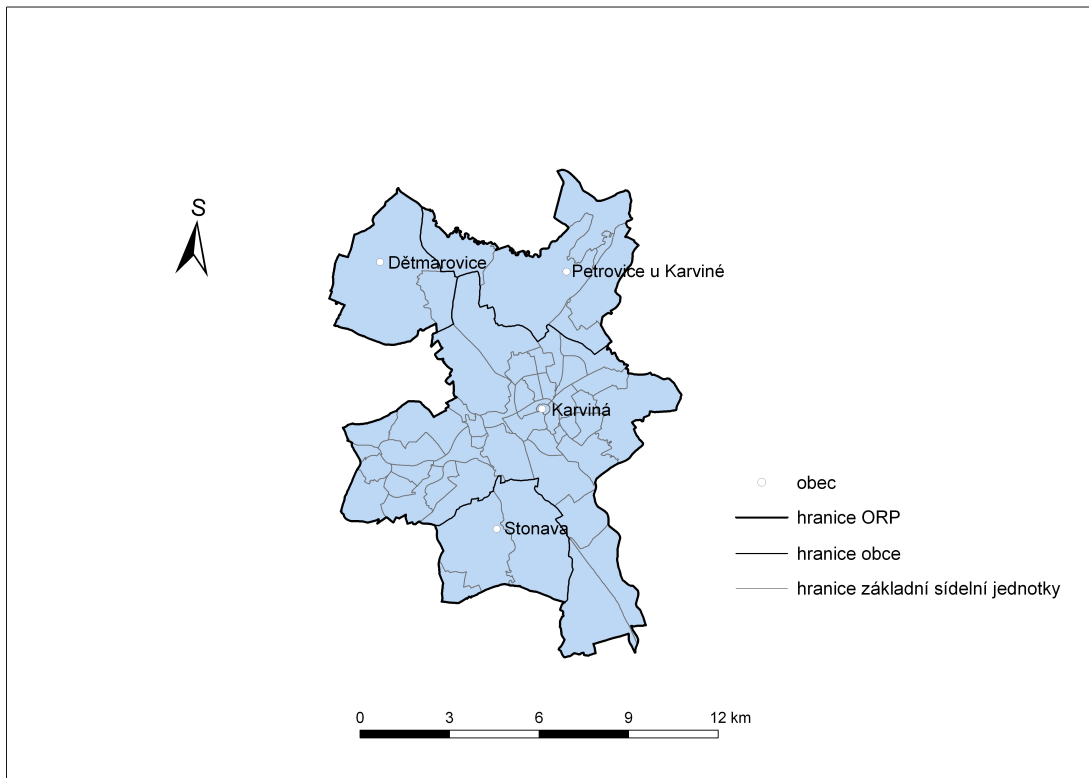 S
Dětmarovice
Petrovice u Karviné
Karviná
Stonava
obec
hranice ORP
hranice obce
hranice základní sídelní jednotky
0 3 6 9 12 km